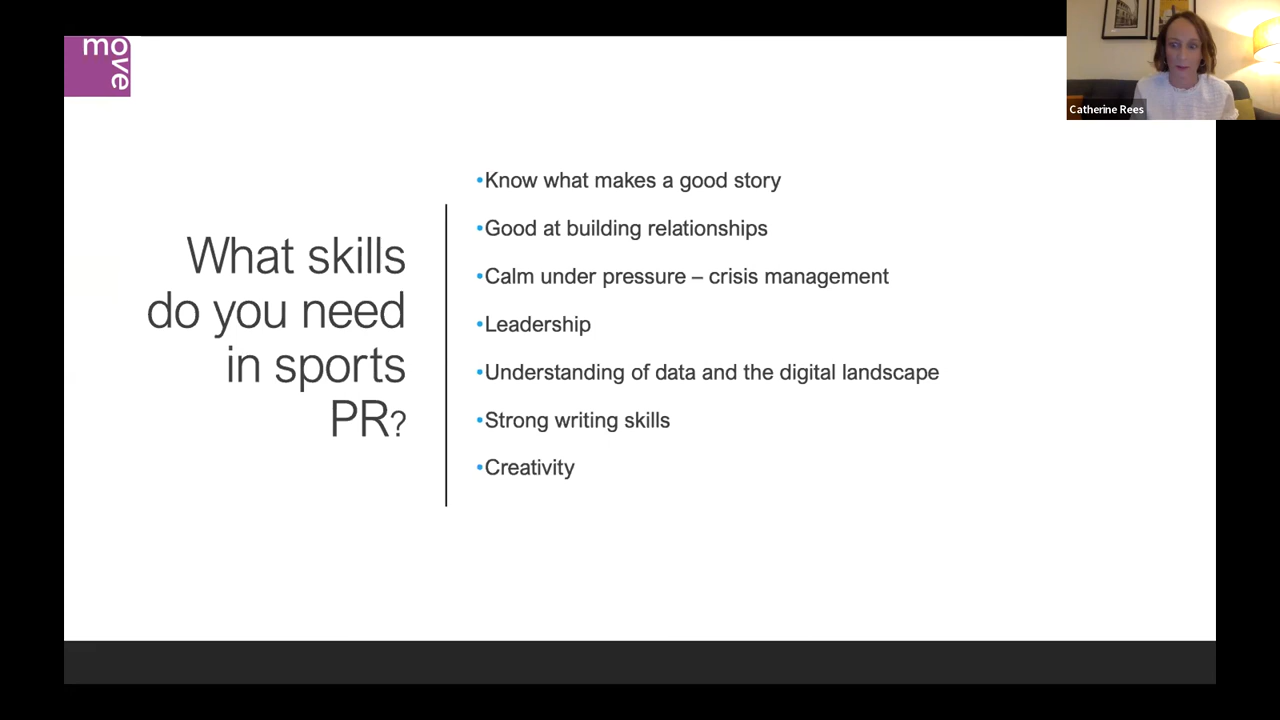 move
Catherine Rees
What skills
do you need
in sports
PR?
•Know what makes a good story
•Good at building relationships
•Calm under pressure – crisis management
•Leadership
•Understanding of data and the digital landscape
•Strong writing skills
•Creativity